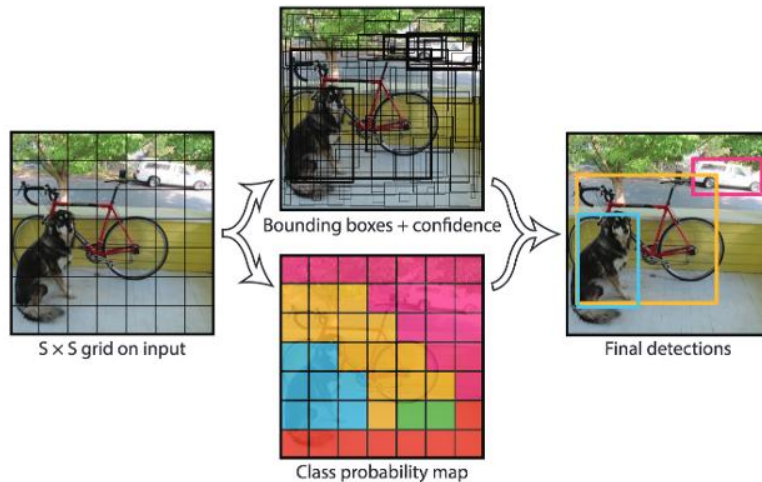 Bounding boxes + confidence
S × S grid on input
Final detections
Class probability map